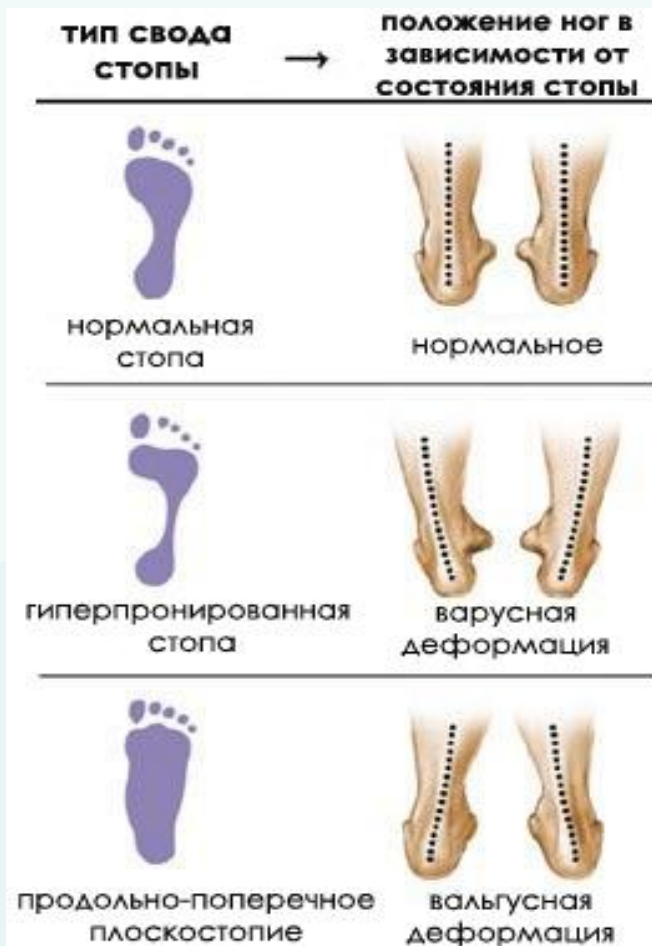 тип свода
стопы
→
положение ног в
зависимости от
состояния стопы
нормальная
стопа
нормальное
гиперпронированная
стопа
варусная
деформация
продольно-поперечное
плоскостопие
вальгусная
деформация